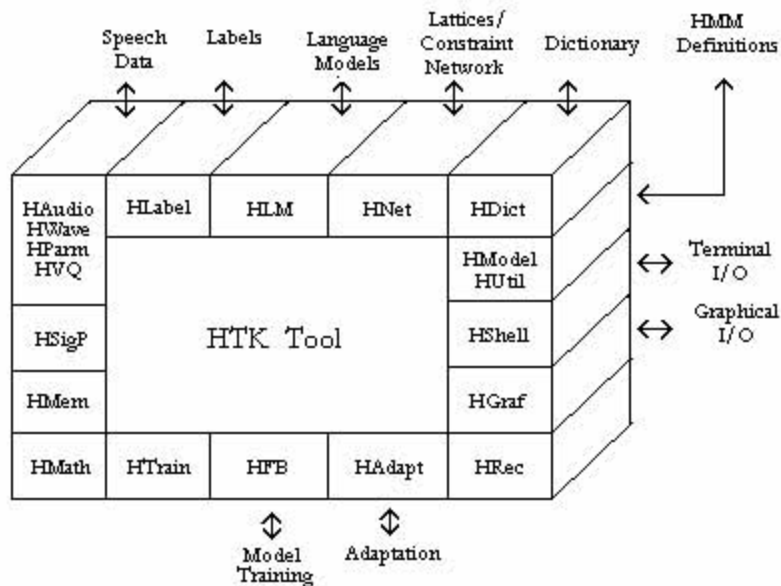 Speech
Data
Labels
Language
Models
Lattices/
Constraint
Network
Dictionary
HMM
Definitions
HAudio
HWave
HParm
HVQ
HLabel
HLM
HNet
HDict
HModel
HUtil
Terminal
I/O
HSigP
HTK Tool
HShell
Graphical
I/O
HMem
HGraf
HMath
HTrain
HFB
HAdapt
HRec
Model
Training
Adaptation